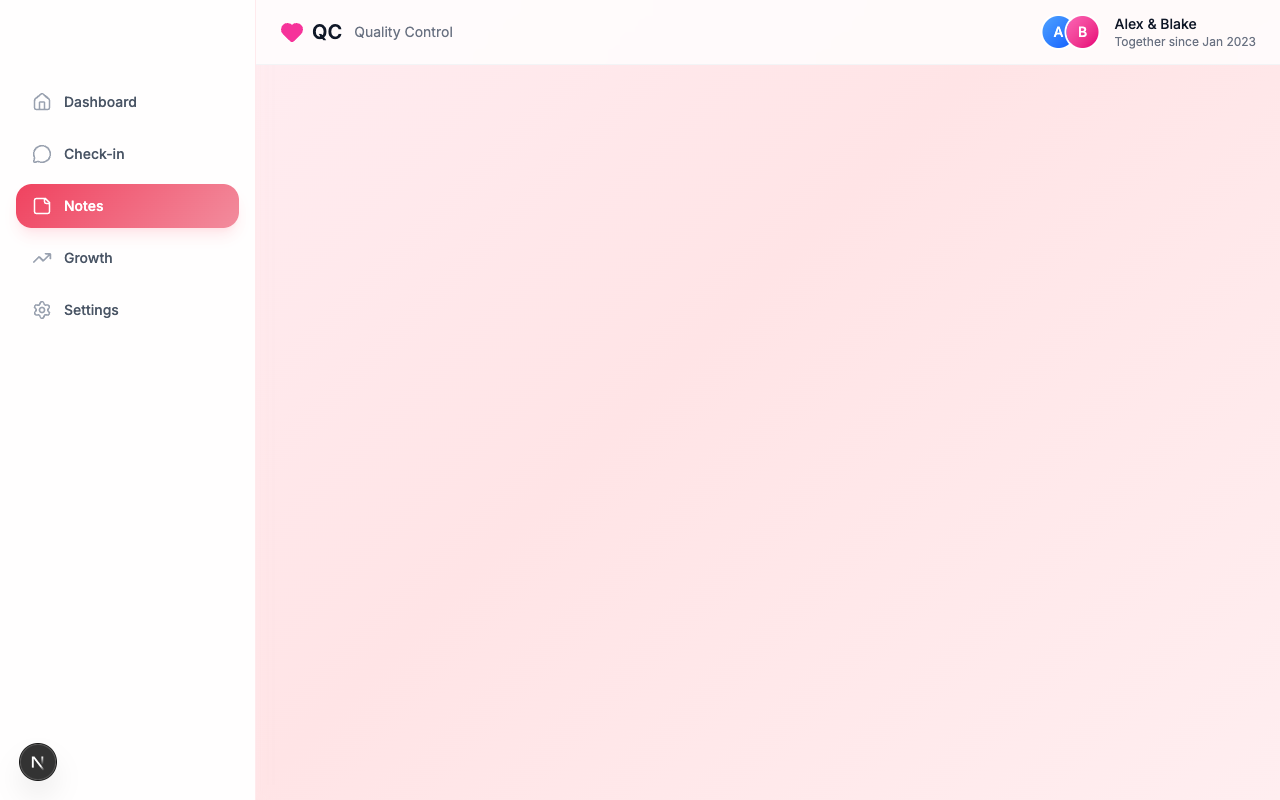 QC Quality Control
A B
Alex & Blake
Together since Jan 2023
Dashboard
Check-in
Notes
Growth
Settings
N